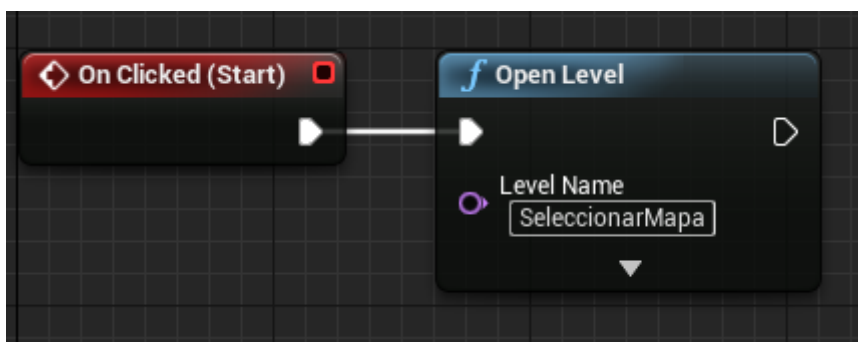 On Clicked (Start)
f Open Level
Level Name
SeleccionarMapa